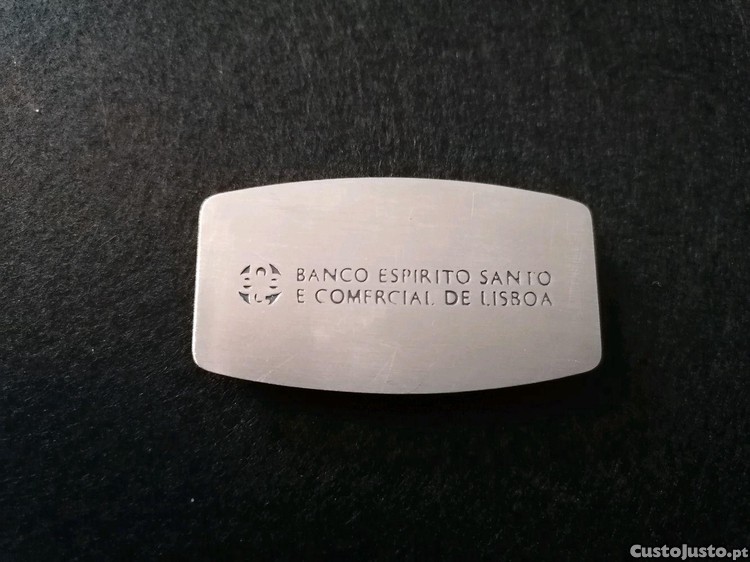 BANCO ESPIRITO SANTO
E COMERCIAL DE LISBOA
CustoJusto.pt